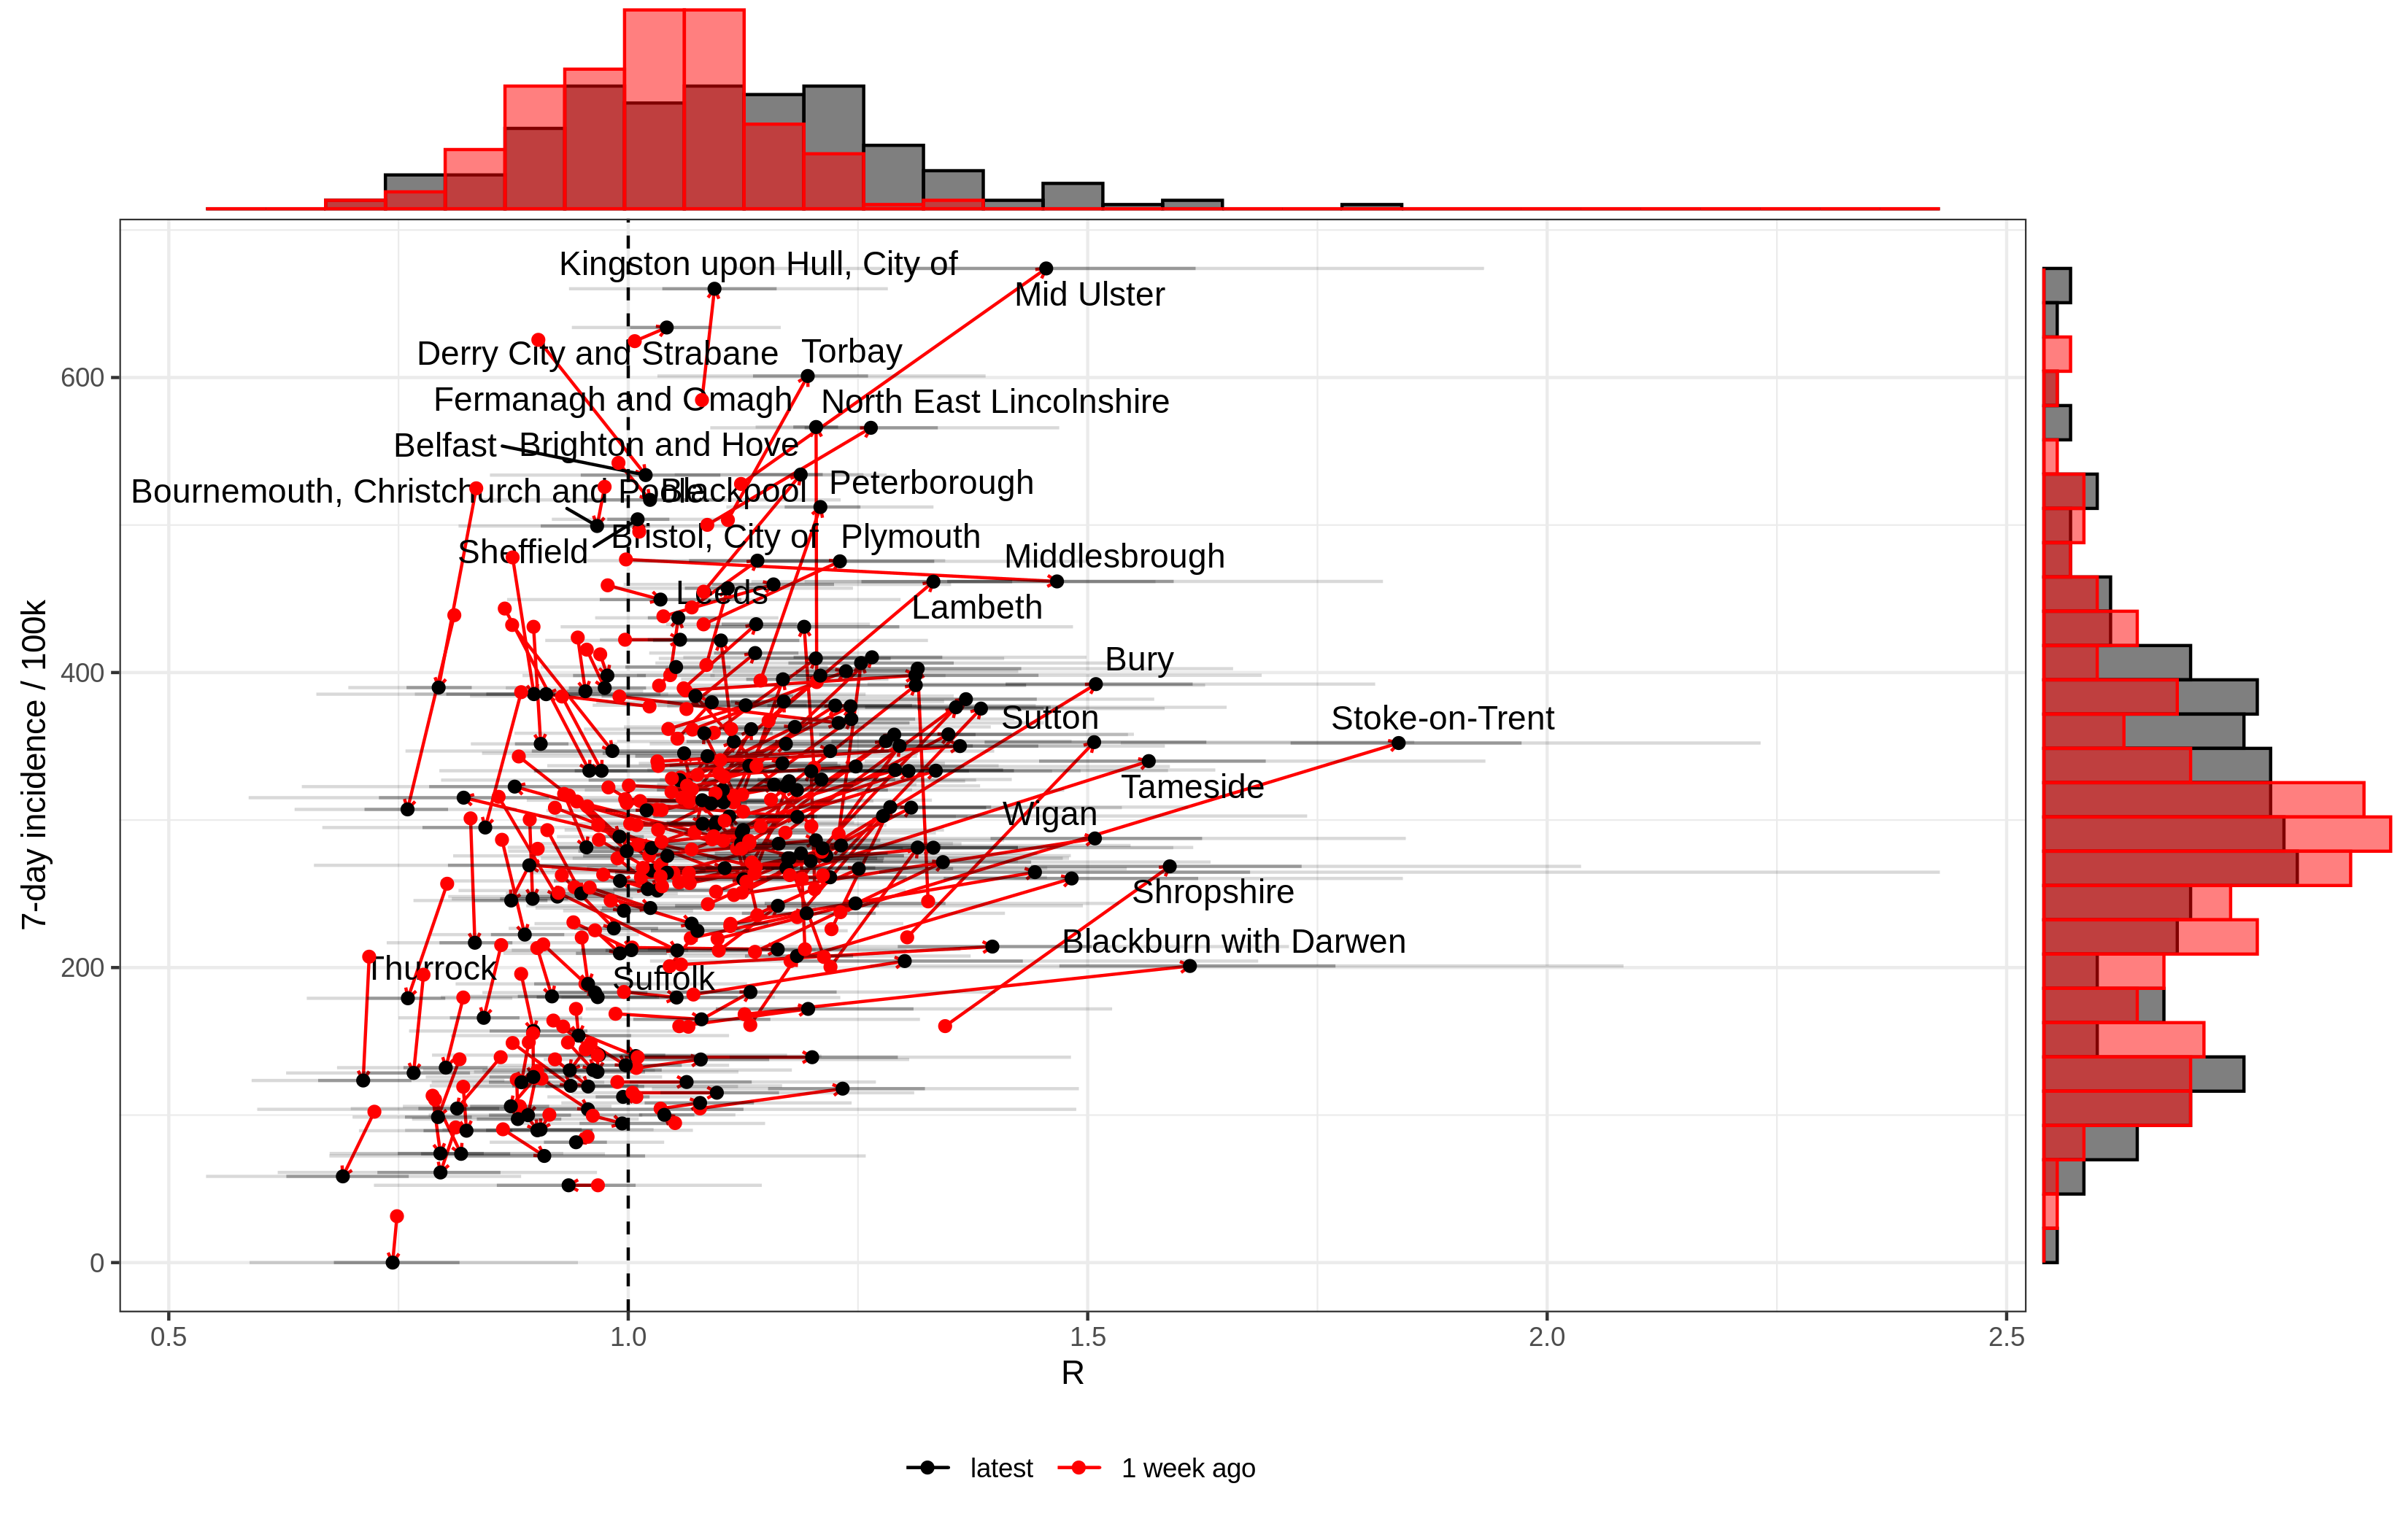 Kingston upon Hull, City of
Mid Ulster
Derry City and Strabane
Torbay
Fermanagh and Omagh
North East Lincolnshire
Belfast
Brighton and Hove
Bournemouth, Christchurch and Poole
Blackpool
Peterborough
Sheffield
Bristol, City of
Plymouth
Middlesbrough
Leeds
Lambeth
Bury
Sutton
Stoke-on-Trent
Tameside
Wigan
Shropshire
Blackburn with Darwen
Thurrock
Suffolk
7-day incidence / 100k
600
400
200
0
0.5
1.0
1.5
2.0
2.5
R
latest
1 week ago